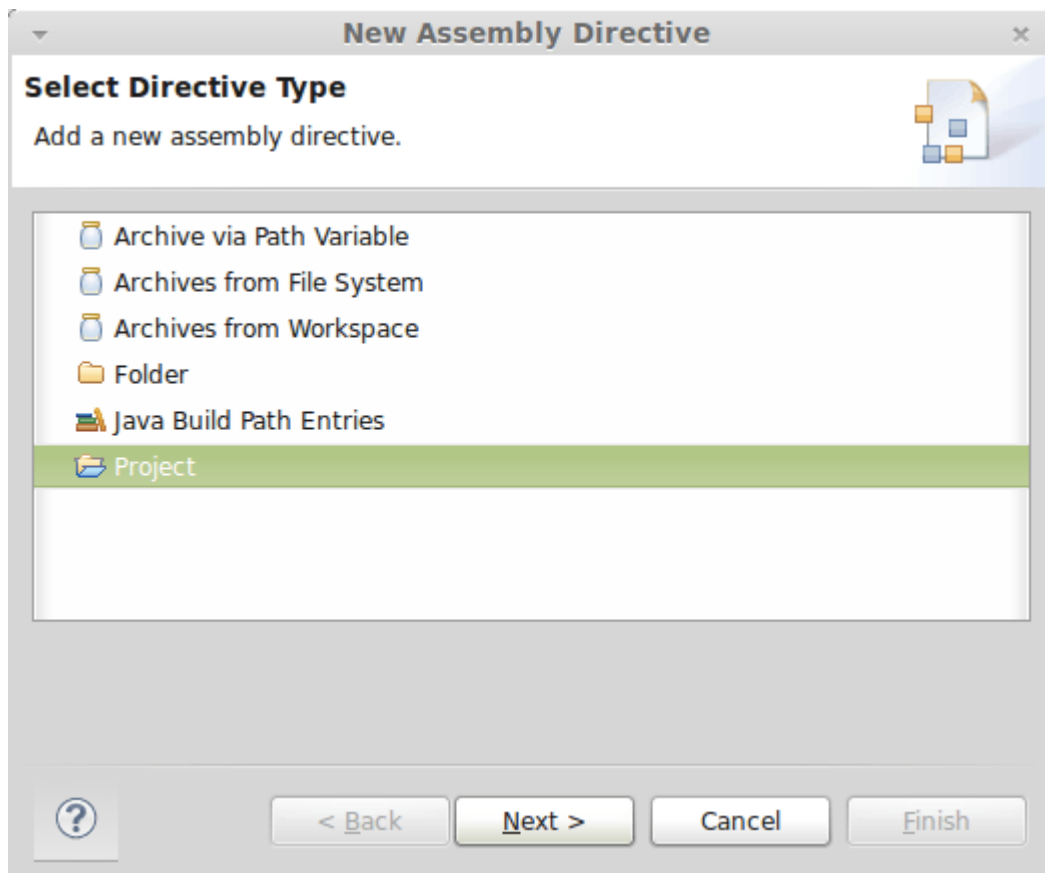 New Assembly Directive
Select Directive Type
Add a new assembly directive.
Archive via Path Variable
Archives from File System
Archives from Workspace
Folder
Java Build Path Entries
Project
?
< Back
Next >
Cancel
Finish